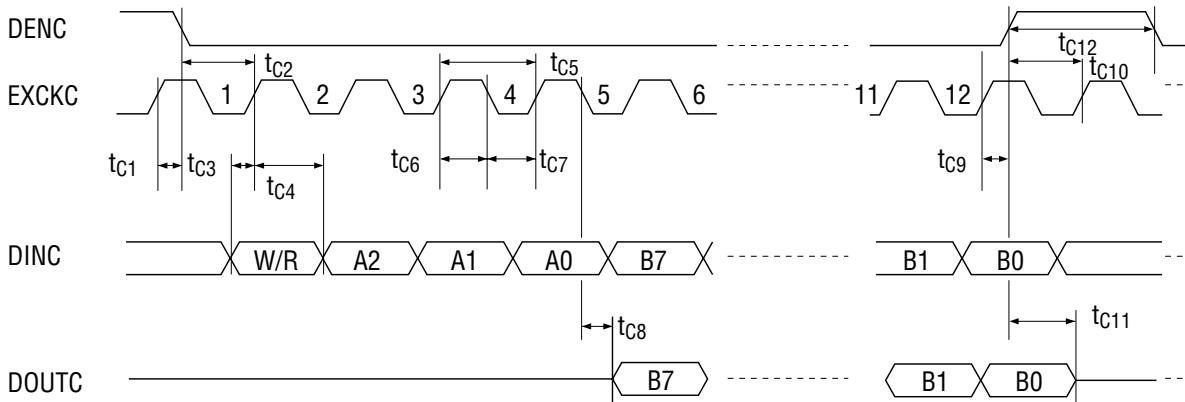 DENC
tC2
tC5
tC12
tC10
EXCKC
1
2
3
4
5
6
11
12
tC1
tC3
tC4
tC6
tC7
tC9
DINC
W/R
A2
A1
A0
B7
B1
B0
tC8
tC11
DOUTC
B7
B1
B0